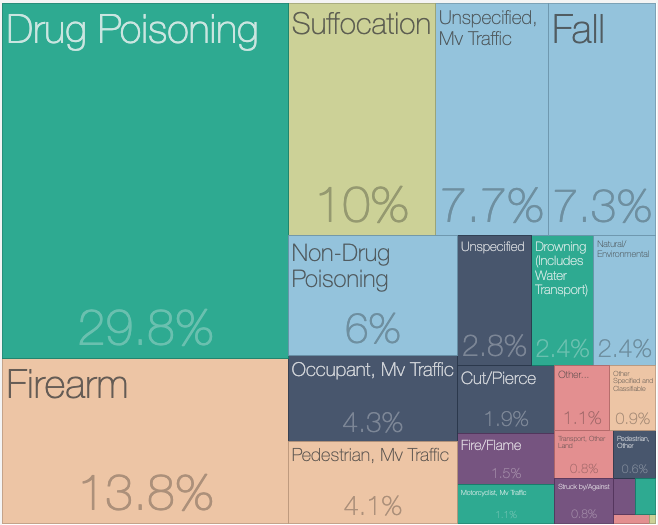 Drug Poisoning
29.8%
Firearm
13.8%
Suffocation
10%
Unspecified,
Mv Traffic
7.7%
Fall
7.3%
Non-Drug
Poisoning
6%
Occupant, Mv Traffic
4.3%
Pedestrian, Mv Traffic
4.1%
Unspecified
2.8%
Drowning
(Includes
Water
Transport)
2.4%
Natural/
Environmental
2.4%
Cut/Pierce
1.9%
Fire/Flame
1.5%
Motorcyclist, Mv Traffic
1.1%
Other...
1.1%
Other
Specified and
Classifiable
0.9%
Transport, Other
Land
0.8%
Pedestrian,
Other
0.6%
Struck by/Against
0.8%